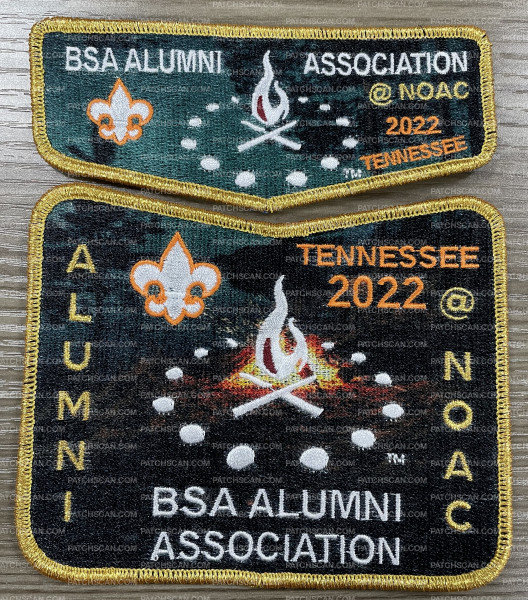 BSA ALUMNI ASSOCIATION
@ NOAC
2022
TENNESSEE
TM
TENNESSEE
2022 @
ALUMNI
NOAC
TM
BSA ALUMNI
ASSOCIATION
PATCHSCAN.COM